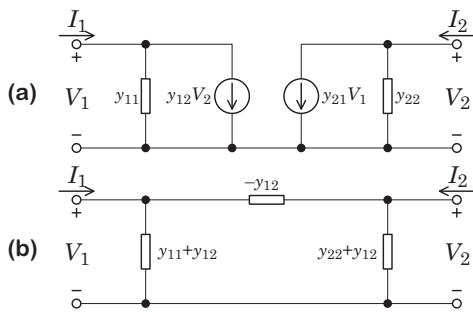 I1 I2
+ +
(a) V1 y11 y12V2 y21V1 y22 V2
− −
I1 −y12 I2
+ +
(b) V1 y11+y12 y22+y12 V2
− −